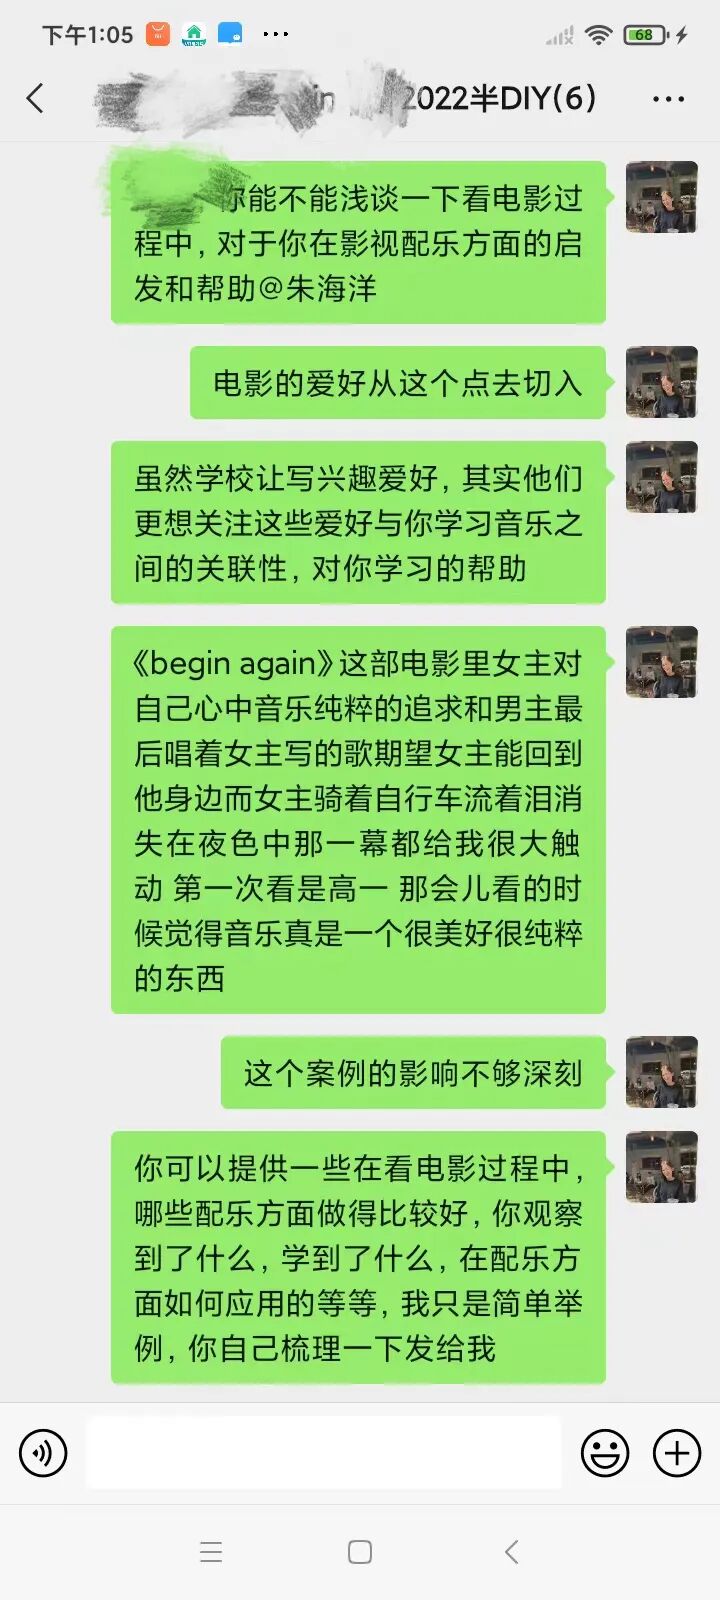 下午1:05
68
2022半DIY(6)
你能不能浅谈一下看电影过
程中，对于你在影视配乐方面的启
发和帮助@朱海洋
电影的爱好从这个点去切入
虽然学校让写兴趣爱好，其实他们
更想关注这些爱好与你学习音乐之
间的关联性，对你学习的帮助
《begin again》这部电影里女主对
自己心中音乐纯粹的追求和男主最
后唱着女主写的歌期望女主能回到
他身边而女主骑着自行车流着泪消
失在夜色中那一幕都给我很大触
动 第一次看是高一 那会儿看的时
候觉得音乐真是一个很美好很纯粹
的东西
这个案例的影响不够深刻
你可以提供一些在看电影过程中，
哪些配乐方面做得比较好，你观察
到了什么，学到了什么，在配乐方
面如何应用的等等，我只是简单举
例，你自己梳理一下发给我